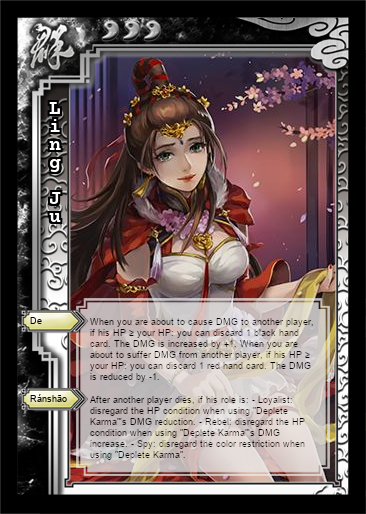 群
Ling Ju
De
When you are about to cause DMG to another player,
if his HP ≥ your HP: you can discard 1 black hand
card. The DMG is increased by +1. When you are
about to suffer DMG from another player, if his HP ≥
your HP: you can discard 1 red hand card. The DMG
is reduced by -1.
Ránshāo
After another player dies, if his role is: - Loyalist:
disregard the HP condition when using "Deplete
Karma"'s DMG reduction. - Rebel: disregard the HP
condition when using "Deplete Karma"'s DMG
increase. - Spy: disregard the color restriction when
using "Deplete Karma".